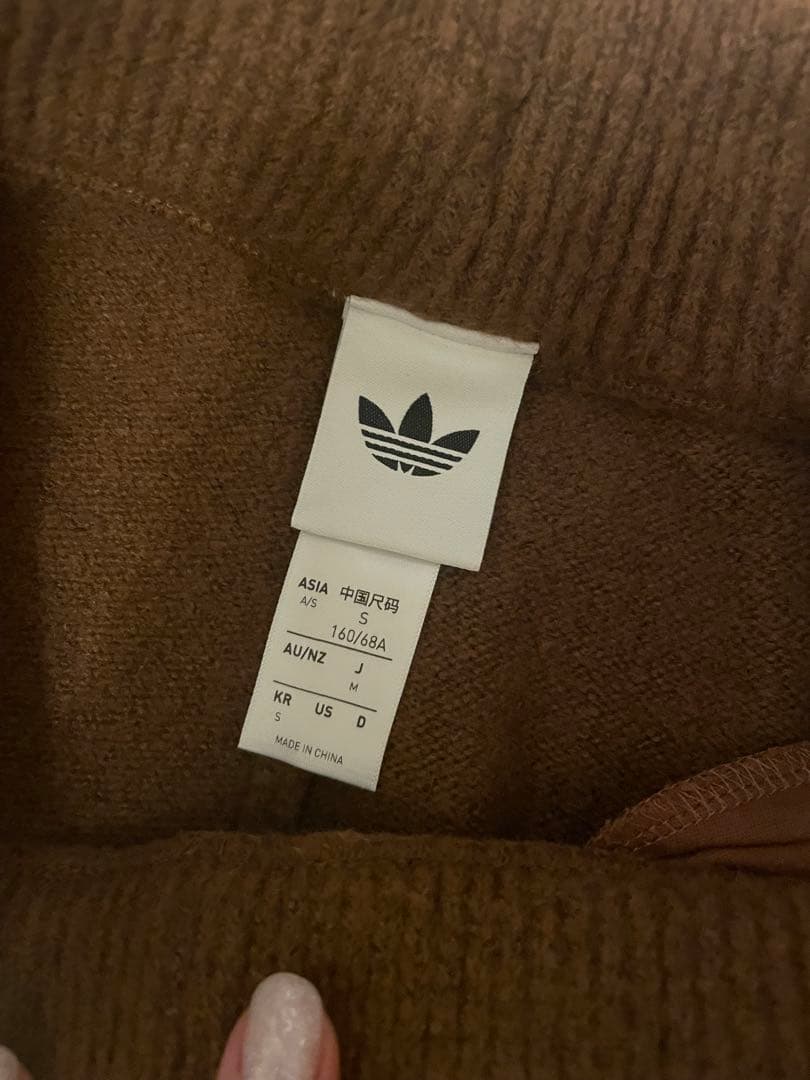 ASIA 中国尺码
A/S S
160/68A
AU/NZ J
M
KR US D
S
MADE IN CHINA